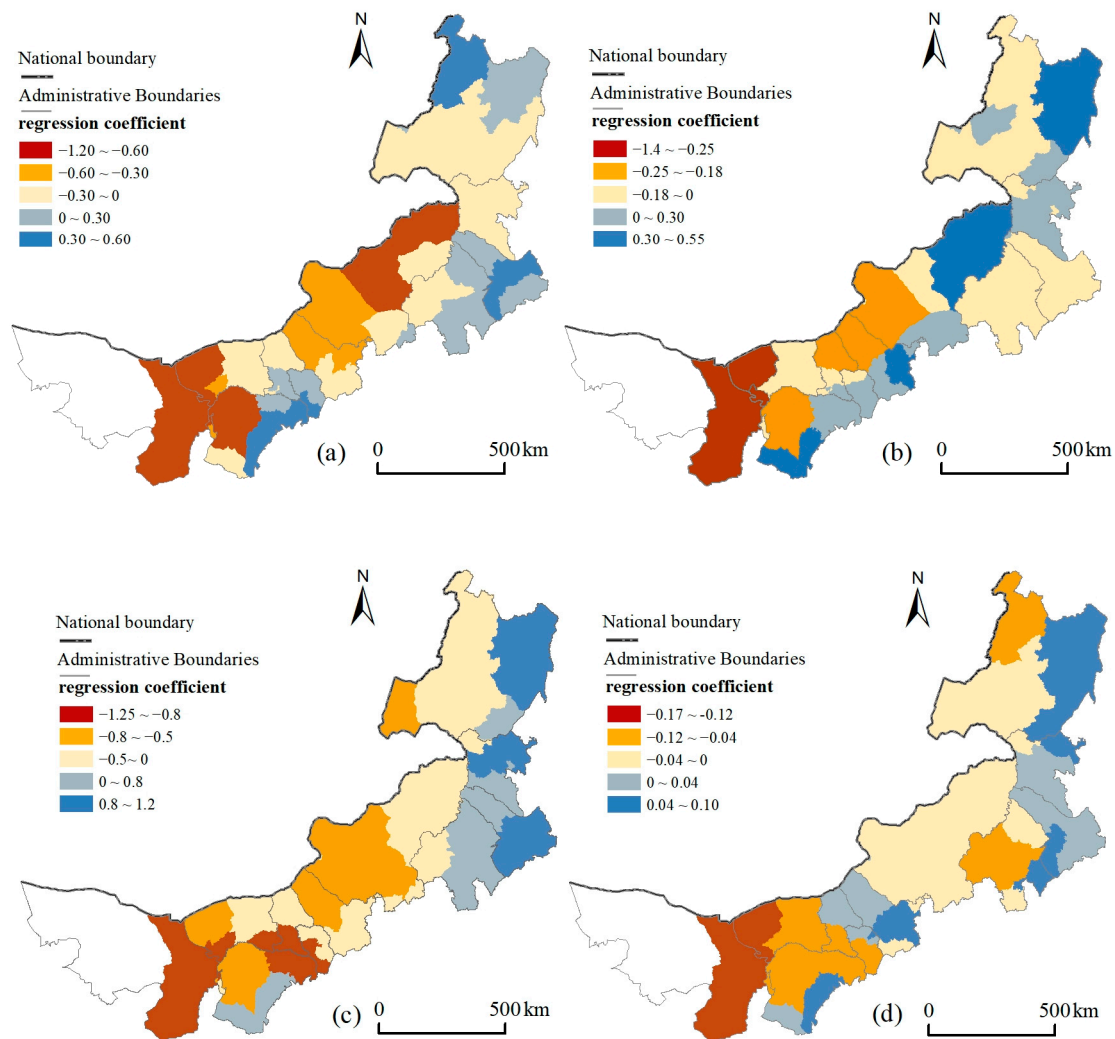 N
National boundary
Administrative Boundaries
regression coefficient
−1.20 ~ −0.60
−0.60 ~ −0.30
−0.30 ~ 0
0 ~ 0.30
0.30 ~ 0.60
(a)
0
500km
N
National boundary
Administrative Boundaries
regression coefficient
−1.4 ~ −0.25
−0.25 ~ −0.18
−0.18 ~ 0
0 ~ 0.30
0.30 ~ 0.55
(b)
0
500km
N
National boundary
Administrative Boundaries
regression coefficient
−1.25 ~ −0.8
−0.8 ~ −0.5
−0.5~ 0
0 ~ 0.8
0.8 ~ 1.2
(c)
0
500km
N
National boundary
Administrative Boundaries
regression coefficient
−0.17 ~ -0.12
−0.12 ~ −0.04
−0.04 ~ 0
0 ~ 0.04
0.04 ~ 0.10
(d)
0
500km